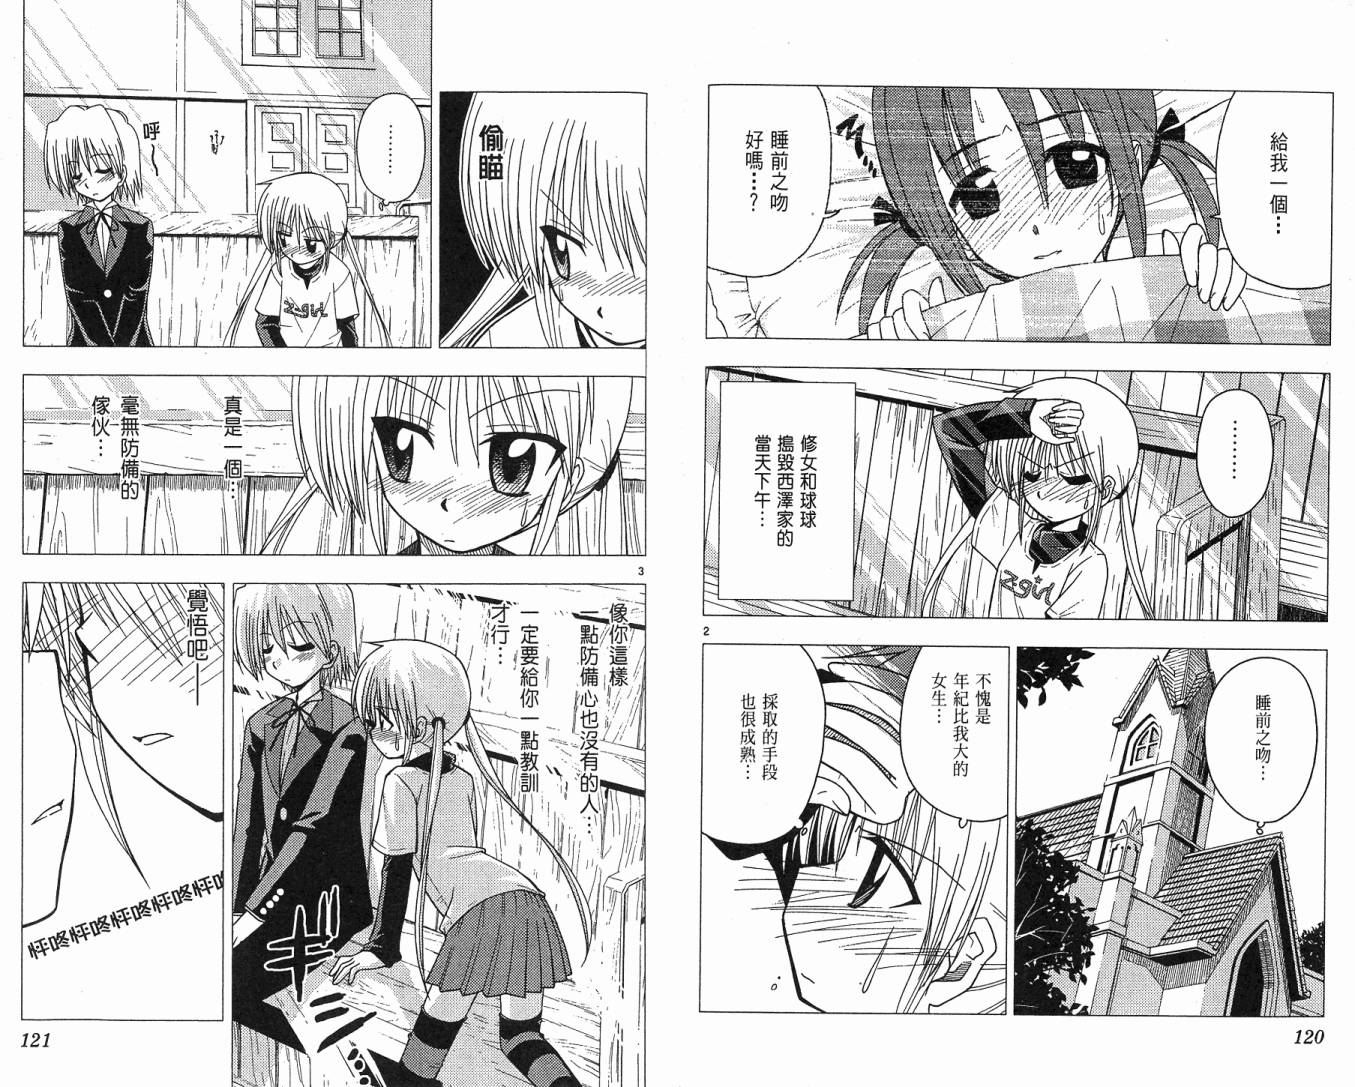 給我一個…
睡前之吻
好嗎…?
………
修女和球球
搗毀西澤家的
當天下午…
z-girl
2
睡前之吻…
不愧是
年紀比我大的
女生…
採取的手段
也很成熟…
120
偷瞄
………
呼～
z-girl
真是一個…
毫無防備的
傢伙…
3
像你這樣
一點防備心也沒有的人…
一定要給你一點教訓
才行…
ギシ
覺悟吧——
怦咚怦咚怦咚怦咚怦
121